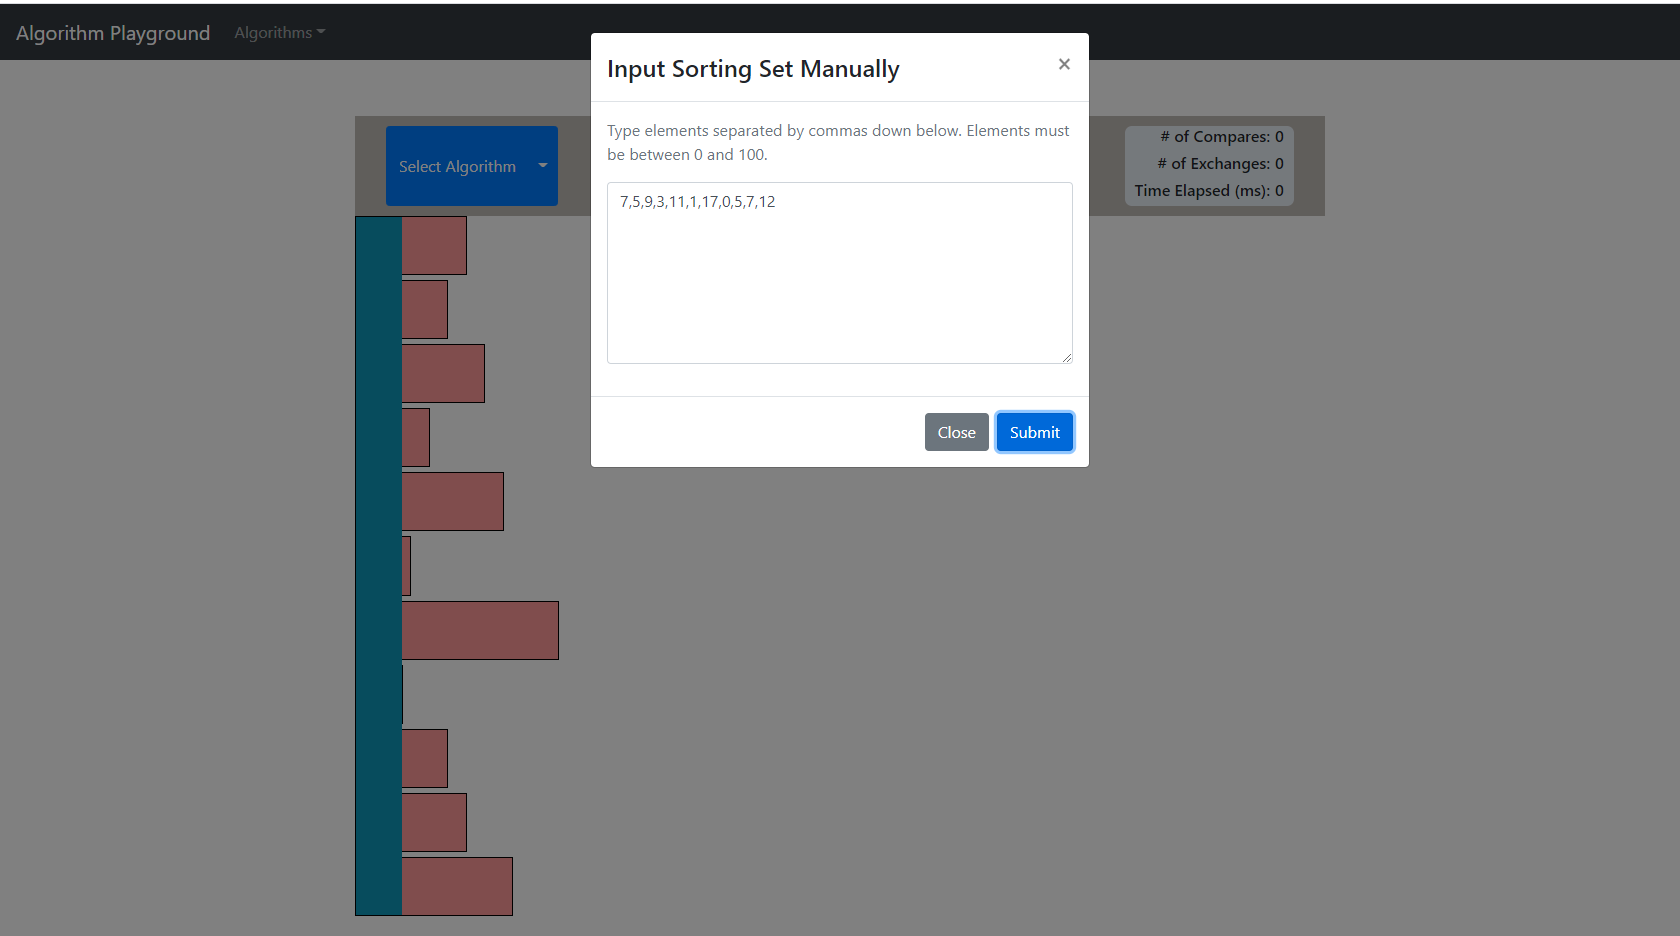 Algorithm Playground
Algorithms
Input Sorting Set Manually
×
Type elements separated by commas down below. Elements must
be between 0 and 100.
7,5,9,3,11,1,17,0,5,7,12
Close
Submit
Select Algorithm
# of Compares: 0
# of Exchanges: 0
Time Elapsed (ms): 0